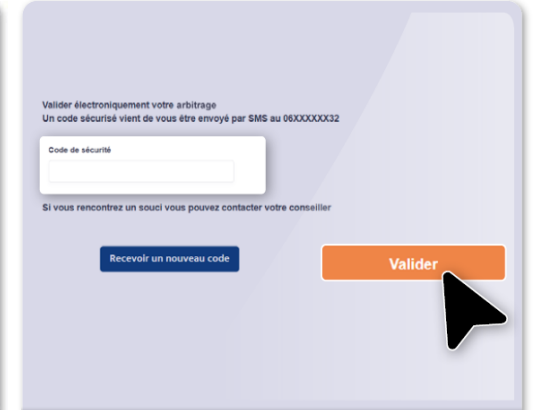 Valider électroniquement votre arbitrage
Un code sécurisé vient de vous être envoyé par SMS au 06XXXXXX32
Code de sécurité
Si vous rencontrez un souci vous pouvez contacter votre conseiller
Recevoir un nouveau code
Valider